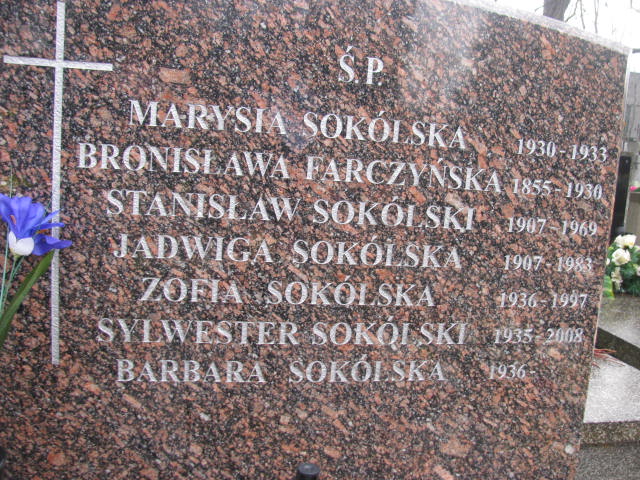 Ś.P
MARYSIA SOKÓLSKA 1930-1933
BRONISŁAWA FARCZYŃSKA 1855-1930
STANISŁAW SOKÓLSKI 1907-1969
JADWIGA SOKÓLSKA 1907-1983
ZOFIA SOKÓLSKA 1936-1997
SYLWESTER SOKÓLSKI 1935-2008
BARBARA SOKÓLSKA 1936-